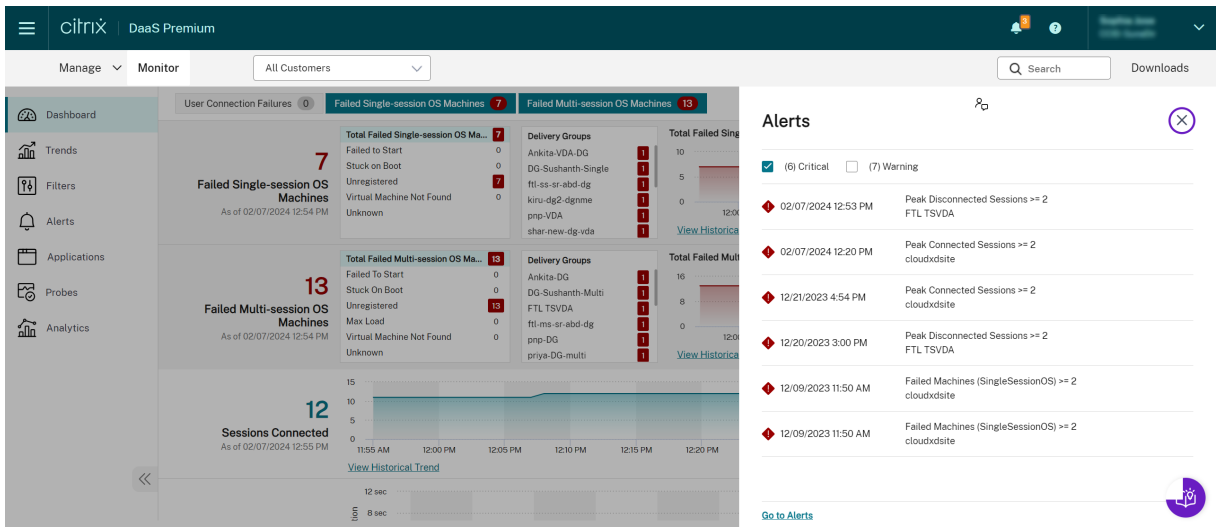 citrix | DaaS Premium
3
?
Manage Monitor All Customers Search Downloads
Dashboard
Trends
Filters
Alerts
Applications
Probes
Analytics
User Connection Failures 0 Failed Single-session OS Machines 7 Failed Multi-session OS Machines 13
7
Failed Single-session OS
Machines
As of 02/07/2024 12:54 PM
Total Failed Single-session OS Ma... 7
Failed to Start 0
Stuck on Boot 0
Unregistered 7
Virtual Machine Not Found 0
Unknown
Delivery Groups
Ankita-VDA-DG 1
DG-Sushanth-Single 1
ftl-ss-sr-abd-dg 1
kiru-dg2-dgnme 1
pnp-VDA 1
shar-new-dg-vda 1
Total Failed Sing
10
5
0
12:00
View Historica
13
Failed Multi-session OS
Machines
As of 02/07/2024 12:54 PM
Total Failed Multi-session OS Ma... 13
Failed To Start 0
Stuck On Boot 0
Unregistered 13
Max Load 0
Virtual Machine Not Found 0
Unknown
Delivery Groups
Ankita-DG 1
DG-Sushanth-Multi 1
FTL TSVDA 1
ftl-ms-sr-abd-dg 1
pnp-DG 1
priya-DG-multi 1
Total Failed Mult
16
8
0
12:00
View Historica
12
Sessions Connected
As of 02/07/2024 12:55 PM
15
10
5
0
11:55 AM 12:00 PM 12:05 PM 12:10 PM 12:15 PM 12:20 PM
View Historical Trend
12 sec
8 sec
tion
Alerts
(6) Critical (7) Warning
02/07/2024 12:53 PM Peak Disconnected Sessions >= 2
FTL TSVDA
02/07/2024 12:20 PM Peak Connected Sessions >= 2
cloudxdsite
12/21/2023 4:54 PM Peak Connected Sessions >= 2
cloudxdsite
12/20/2023 3:00 PM Peak Disconnected Sessions >= 2
FTL TSVDA
12/09/2023 11:50 AM Failed Machines (SingleSessionOS) >= 2
cloudxdsite
12/09/2023 11:50 AM Failed Machines (SingleSessionOS) >= 2
cloudxdsite
Go to Alerts